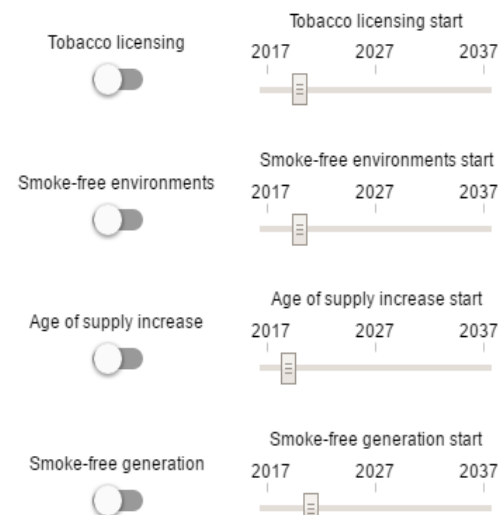 Tobacco licensing start
Tobacco licensing
2017 2027 2037
Smoke-free environments start
Smoke-free environments
2017 2027 2037
Age of supply increase start
Age of supply increase
2017 2027 2037
Smoke-free generation start
Smoke-free generation
2017 2027 2037